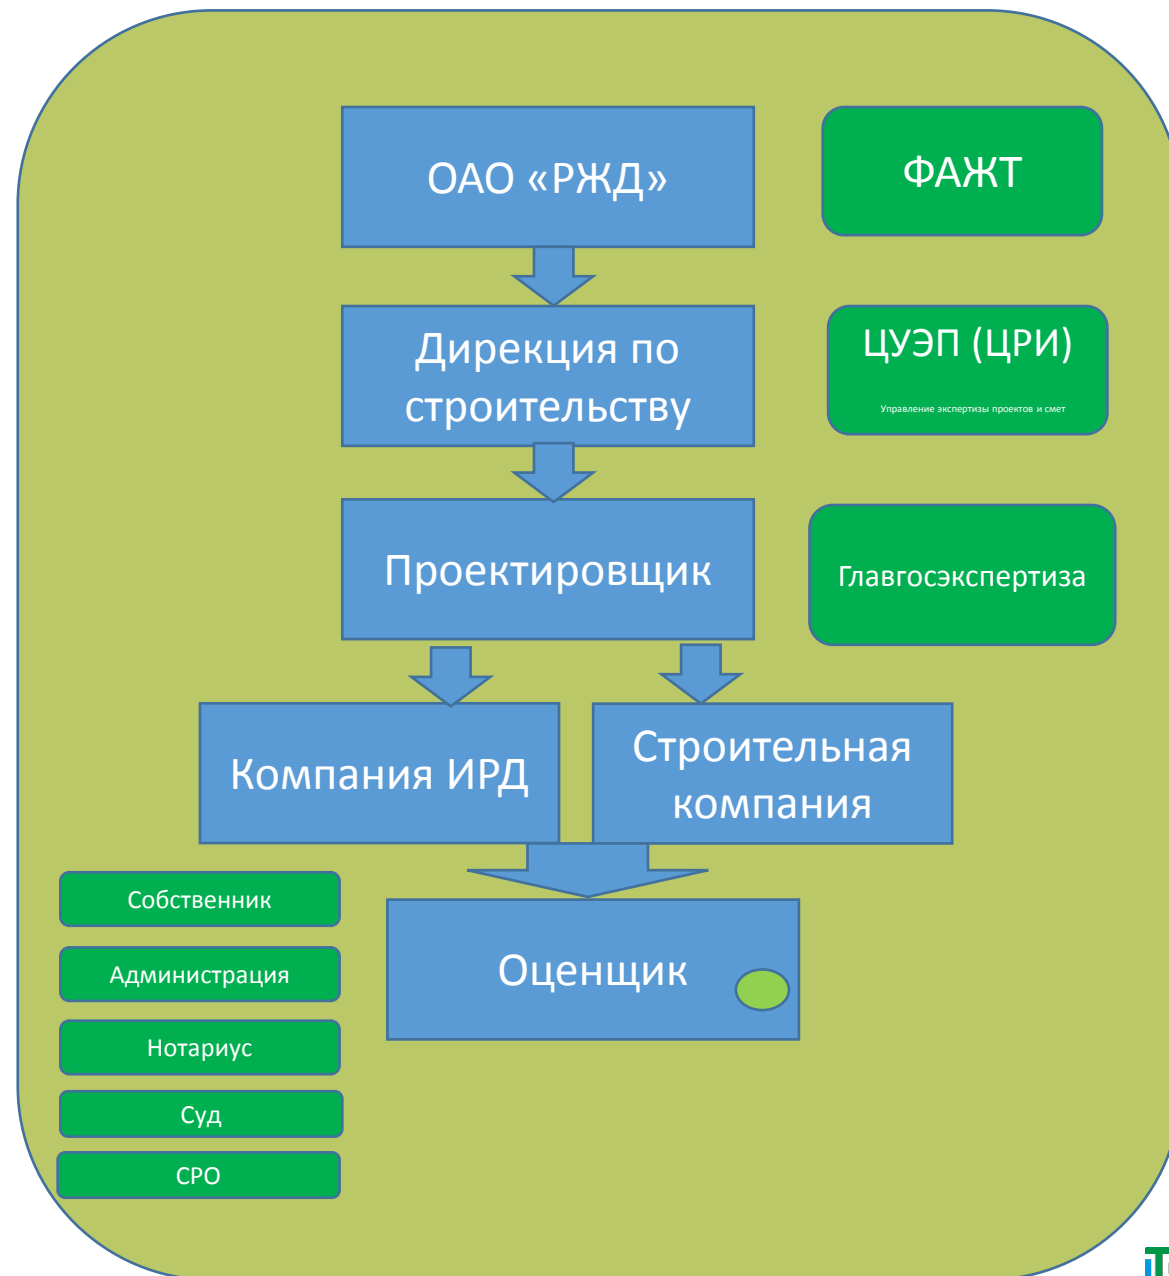 ОАО «РЖД»
ФАЖТ
Дирекция по
строительству
ЦУЭП (ЦРИ)
Управление экспертизы проектов и смет
Проектировщик
Главгосэкспертиза
Компания ИРД
Строительная
компания
Собственник
Администрация
Нотариус
Суд
СРО
Оценщик